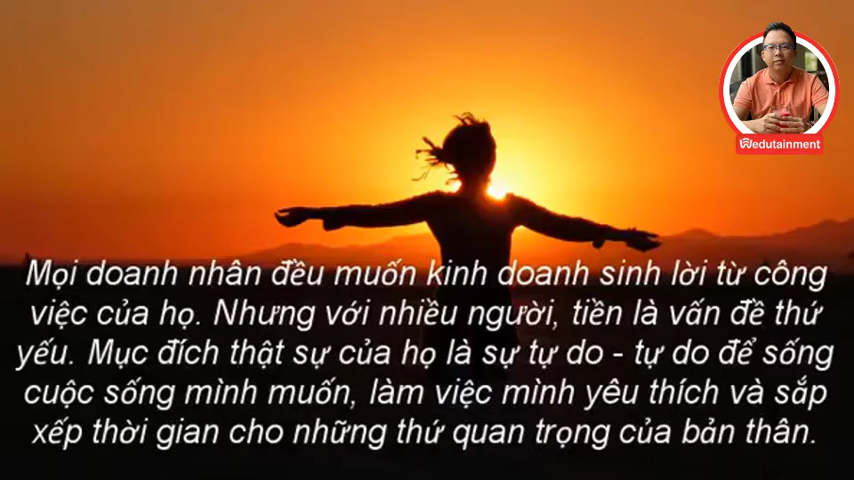 Wedutainment
Mọi doanh nhân đều muốn kinh doanh sinh lời từ công
việc của họ. Nhưng với nhiều người, tiền là vấn đề thứ
yếu. Mục đích thật sự của họ là sự tự do - tự do để sống
cuộc sống mình muốn, làm việc mình yêu thích và sắp
xếp thời gian cho những thứ quan trọng của bản thân.